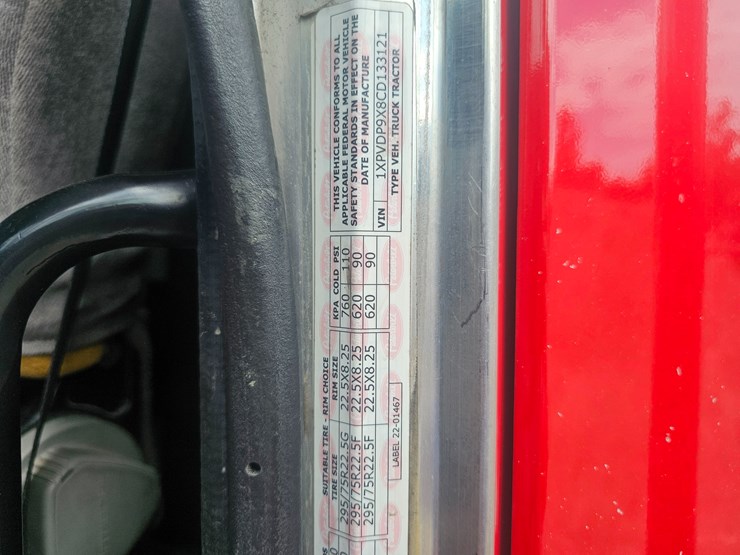 THIS VEHICLE CONFORMS TO ALL
APPLICABLE FEDERAL MOTOR VEHICLE
SAFETY STANDARDS IN EFFECT ON THE
DATE OF MANUFACTURE
VIN 1XPVDP9X8CD133121
TYPE VEH. TRUCK TRACTOR
SUITABLE TIRE - RIM CHOICE
TIRE SIZE RIM SIZE KPA COLD PSI
295/75R22.5G 22.5X8.25 760 110
295/75R22.5F 22.5X8.25 620 90
295/75R22.5F 22.5X8.25 620 90
LABEL 22-01467